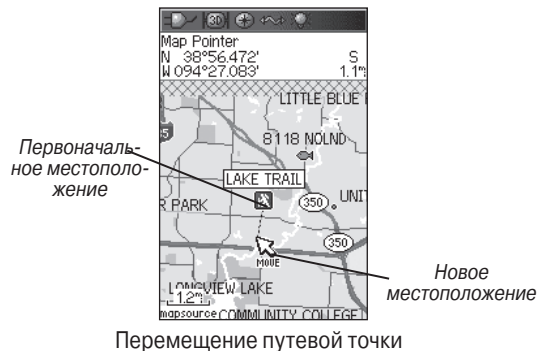 3D
Map Pointer
N 38°56.472' S
W 094°27.083' 1.1
LITTLE BLUE
8118 NOLND
Первоначаль-
ное местополо-
жение
LAKE TRAIL
R PARK
350
UNIT
350
MOVE
Новое
местоположение
LONGVIEW LAKE
1.2
mapsource COMMUNITY COLLEGE
Перемещение путевой точки